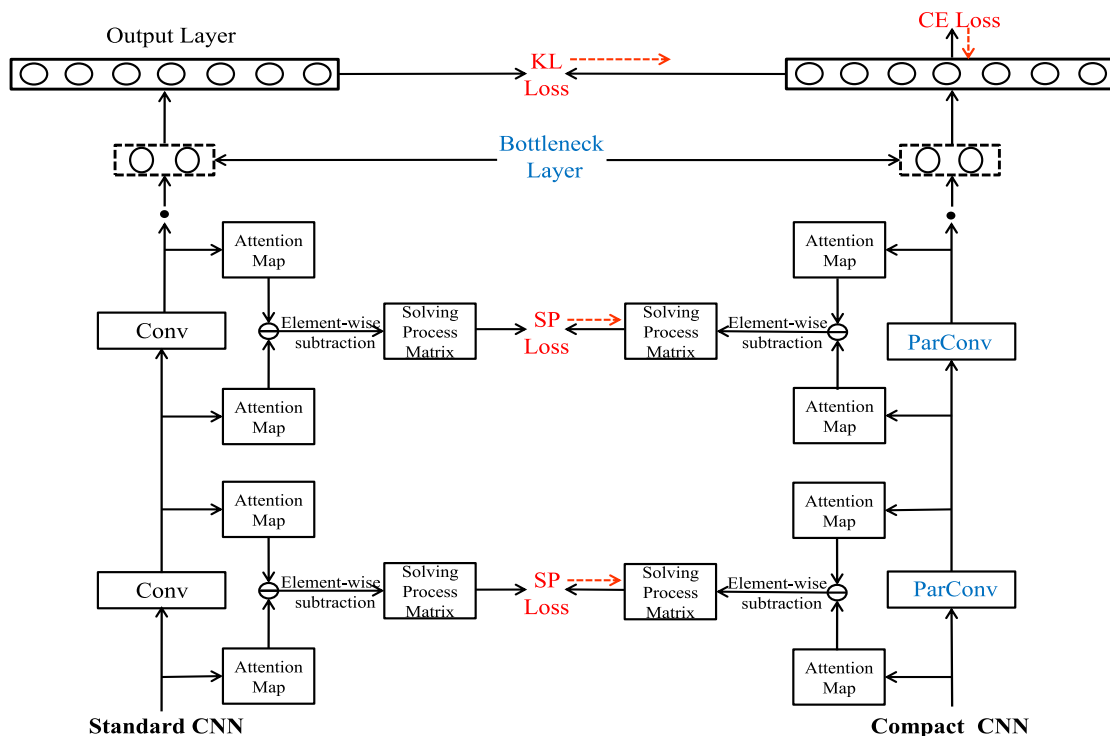 Output Layer
CE Loss
KL
Loss
Bottleneck
Layer
Attention
Map
Attention
Map
Conv
Element-wise
subtraction
Solving
Process
Matrix
SP
Loss
Solving
Process
Matrix
Element-wise
subtraction
ParConv
Attention
Map
Attention
Map
Attention
Map
Attention
Map
Conv
Element-wise
subtraction
Solving
Process
Matrix
SP
Loss
Solving
Process
Matrix
Element-wise
subtraction
ParConv
Attention
Map
Attention
Map
Standard CNN
Compact CNN